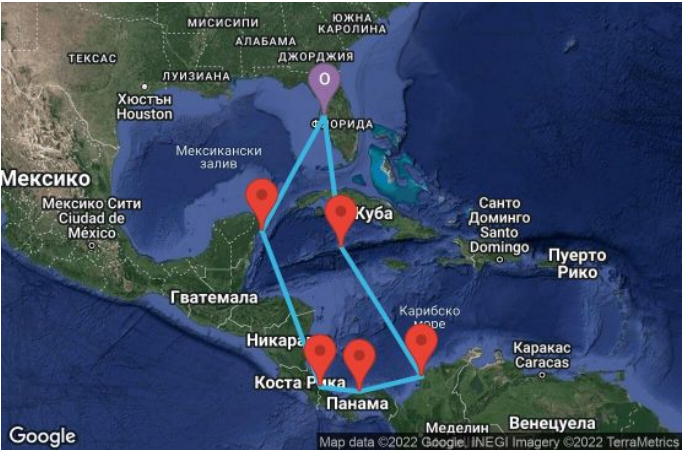 ЮЖНА
КАРОЛИНА
МИСИСИПИ
АЛАБАМА
ДЖОРДЖИЯ
ТЕКСАС
ЛУИЗИАНА
O
Хюстън
Houston
ФЛОРИДА
Мексикански
залив
Мексико
Мексико Сити
Ciudad de
México
Куба
Санто
Доминго
Santo
Domingo
Пуерто
Рико
Гватемала
Карибско
море
Никара
Каракас
Caracas
Коста Рика
Панама
Меделин
Венецуела
Google
Map data ©2022 Google, INEGI Imagery ©2022 TerraMetrics